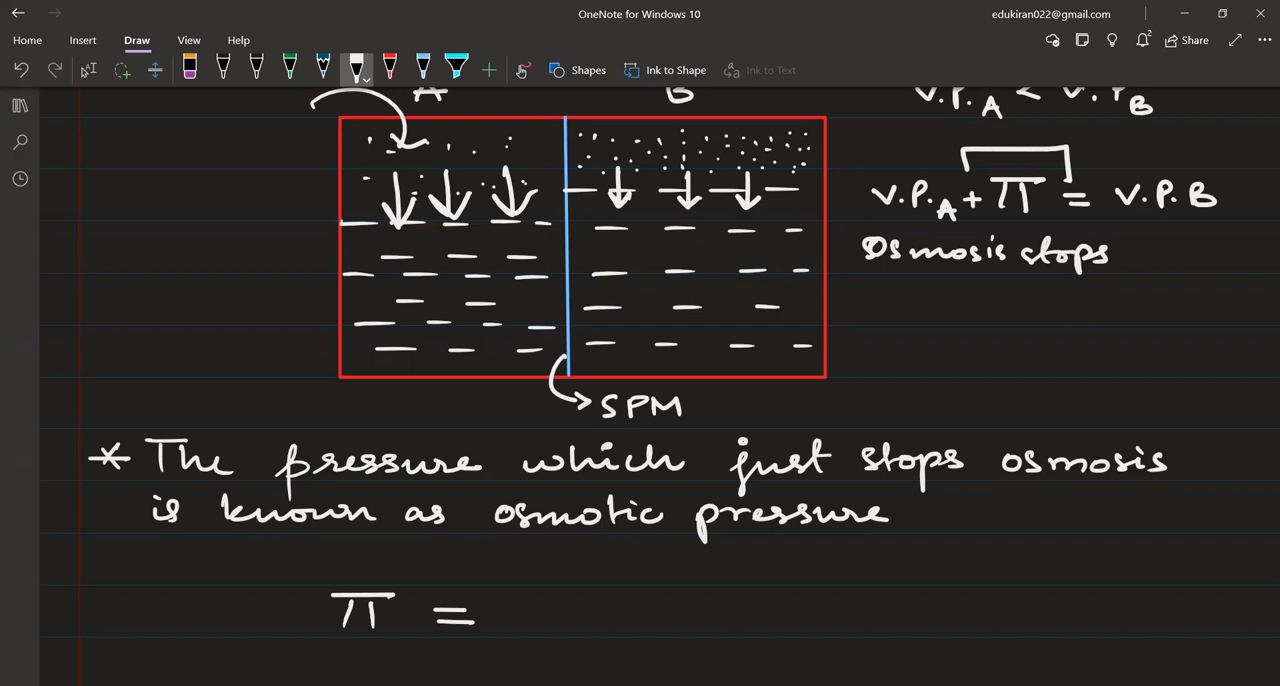 OneNote for Windows 10
edukiran022@gmail.com
Home Insert Draw View Help
Share
Shapes
Ink to Shape
Ink to Text
A B
V.P.A < V.P.B
V.P.A + π = V.P.B
Osmosis stops
SPM
* The pressure which just stops osmosis
is known as osmotic pressure
π =